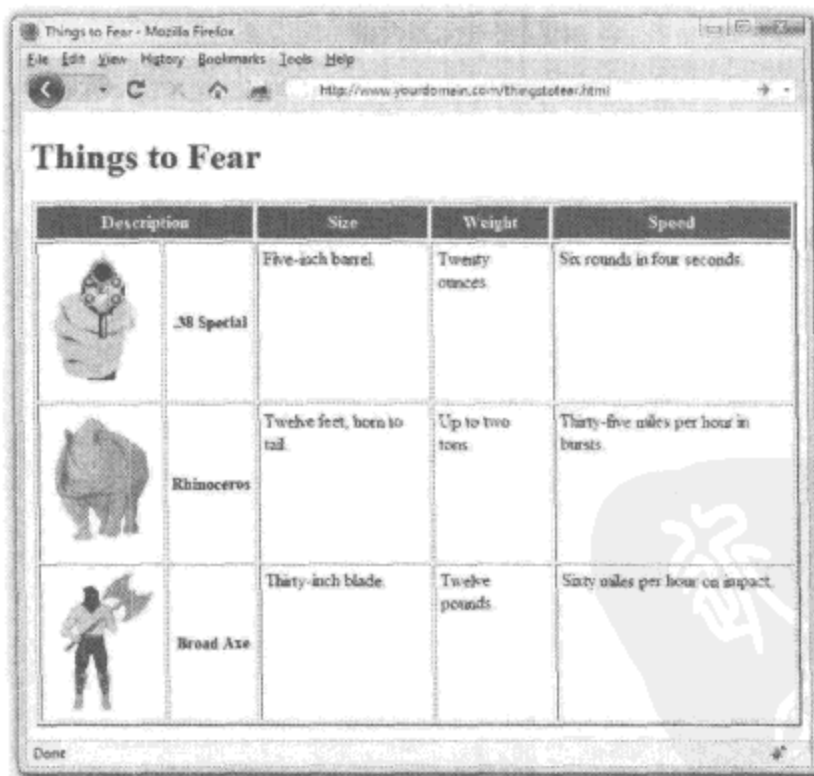 Things to Fear - Mozilla Firefox
File Edit View History Bookmarks Tools Help
http://www.yourdomain.com/thingstofear.html
Things to Fear
Description Size Weight Speed
.38 Special Five-inch barrel. Twenty Six rounds in four seconds.
ounces.
Rhinoceros Twelve feet, horn to Up to two Thirty-five miles per hour in
tail. tons. bursts.
Broad Axe Thirty-inch blade. Twelve Sixty miles per hour on impact.
pounds.
Done